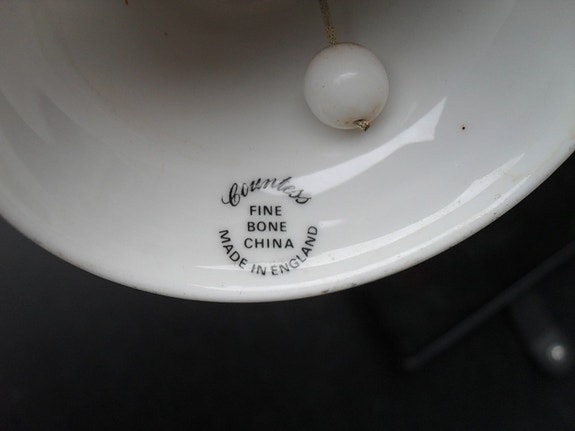 Countess
FINE
BONE
CHINA
MADE IN ENGLAND